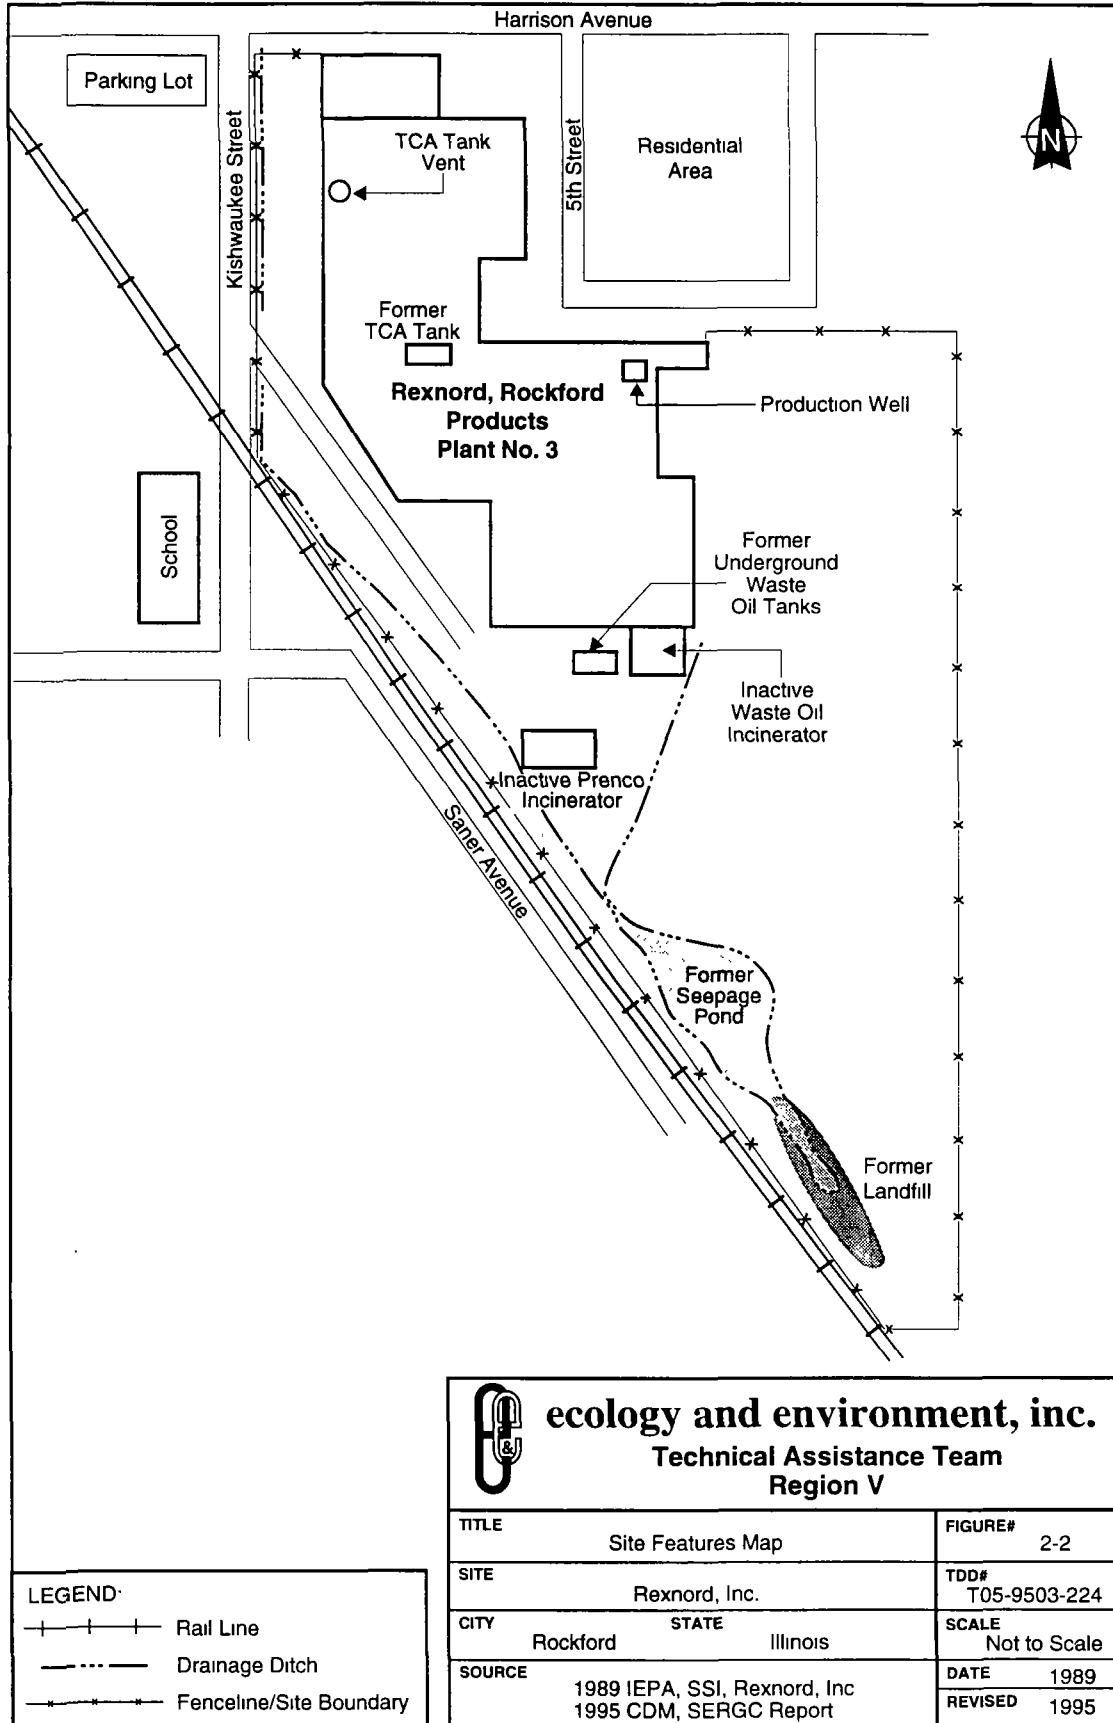 Harrison Avenue
Parking Lot
Kishwaukee Street
TCA Tank
Vent
5th Street
Residential
Area
N
Former
TCA Tank
Rexnord, Rockford
Products
Plant No. 3
Production Well
School
Former
Underground
Waste
Oil Tanks
Inactive
Waste Oil
Incinerator
Inactive Prenco
Incinerator
Saner Avenue
Former
Seepage
Pond
Former
Landfill
ecology and environment, inc.
Technical Assistance Team
Region V
TITLE
Site Features Map
FIGURE#
2-2
SITE
Rexnord, Inc.
TDD#
T05-9503-224
CITY
Rockford
STATE
Illinois
SCALE
Not to Scale
SOURCE
1989 IEPA, SSI, Rexnord, Inc
1995 CDM, SERGC Report
DATE
1989
REVISED
1995
LEGEND
Rail Line
Drainage Ditch
Fenceline/Site Boundary